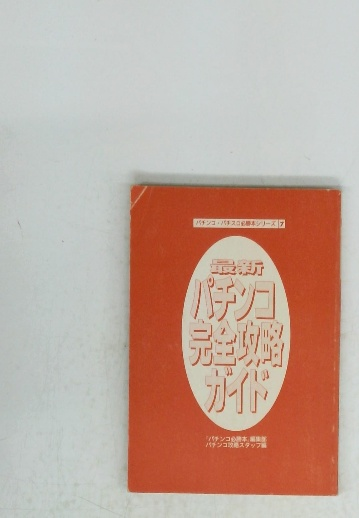 パチンコ・パチスロ必勝本シリーズ 7
最新
パチンコ
完全攻略
ガイド
「パチンコ必勝本」編集部
パチンコ攻略スタッフ編